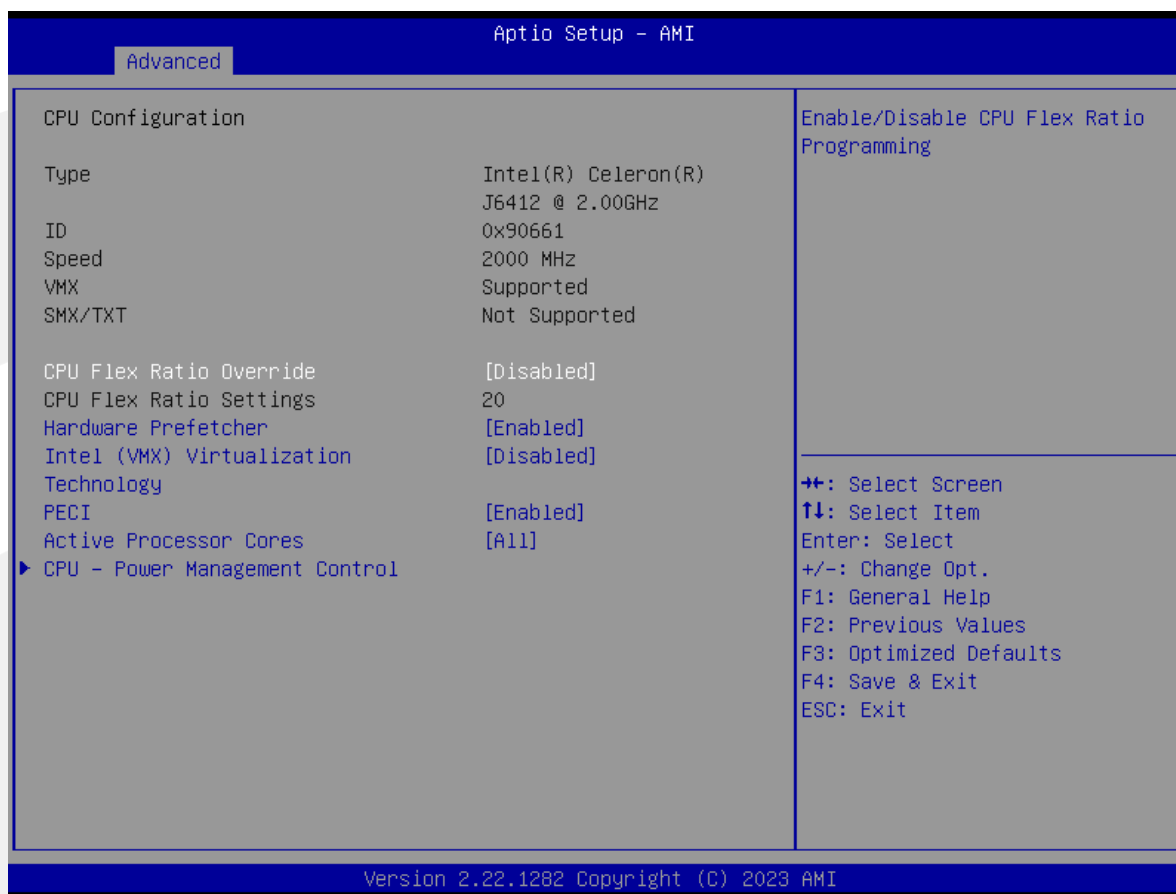 Aptio Setup – AMI
Advanced
CPU Configuration
Type Intel(R) Celeron(R)
J6412 @ 2.00GHz
ID 0x90661
Speed 2000 MHz
VMX Supported
SMX/TXT Not Supported
CPU Flex Ratio Override [Disabled]
CPU Flex Ratio Settings 20
Hardware Prefetcher [Enabled]
Intel (VMX) Virtualization [Disabled]
Technology
PECI [Enabled]
Active Processor Cores [All]
▶ CPU – Power Management Control
Enable/Disable CPU Flex Ratio
Programming
→←: Select Screen
↑↓: Select Item
Enter: Select
+/-: Change Opt.
F1: General Help
F2: Previous Values
F3: Optimized Defaults
F4: Save & Exit
ESC: Exit
Version 2.22.1282 Copyright (C) 2023 AMI